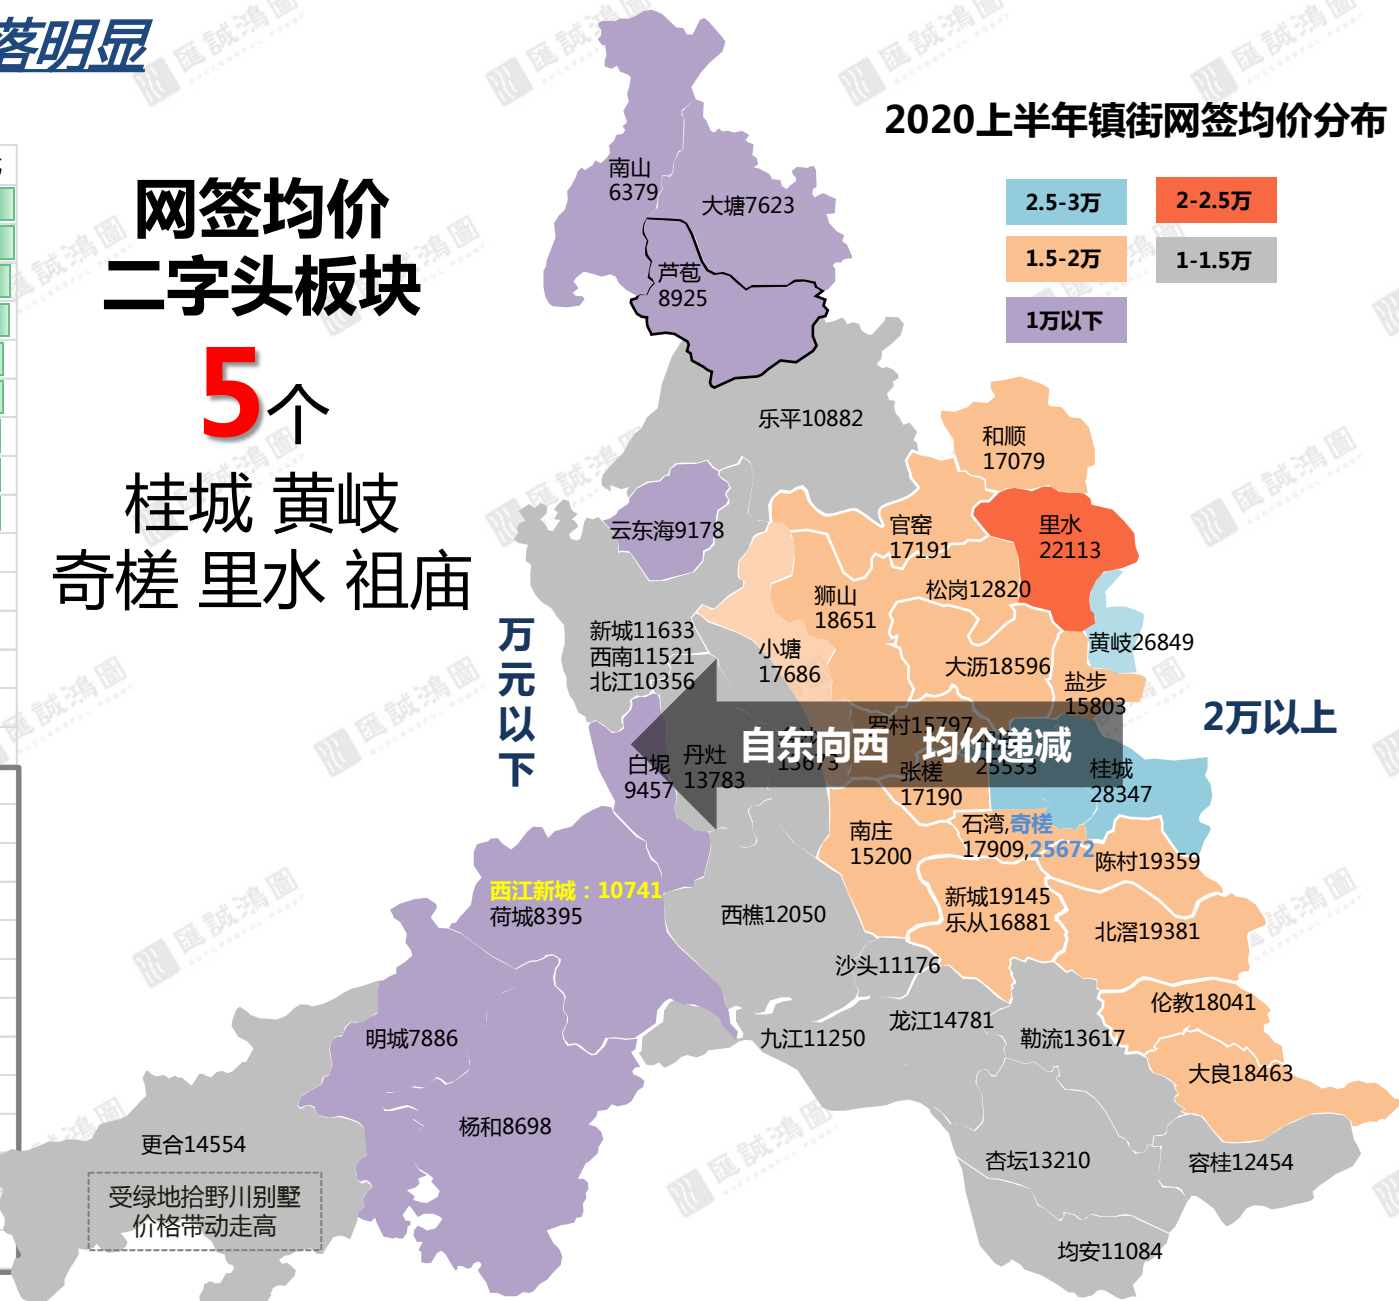 落明显
2020上半年镇街网签均价分布
2.5-3万
2-2.5万
1.5-2万
1-1.5万
1万以下
网签均价
二字头板块
5个
桂城 黄岐
奇槎 里水 祖庙
南山
6379
大塘7623
芦苞
8925
乐平10882
和顺
17079
云东海9178
官窑
17191
里水
22113
狮山
18651
松岗12820
新城11633
西南11521
北江10356
小塘
17686
大沥18596
黄岐26849
盐步
15803
万元以下
2万以上
罗村15797
自东向西 均价递减
白坭
9457
丹灶
13783
13673
张槎
17190
25533
桂城
28347
南庄
15200
石湾,奇槎
17909,25672
陈村19359
西江新城：10741
荷城8395
西樵12050
新城19145
乐从16881
北滘19381
沙头11176
明城7886
九江11250
龙江14781
勒流13617
伦教18041
大良18463
杨和8698
更合14554
受绿地拾野川别墅
价格带动走高
杏坛13210
容桂12454
均安11084
匯誠鴻圖